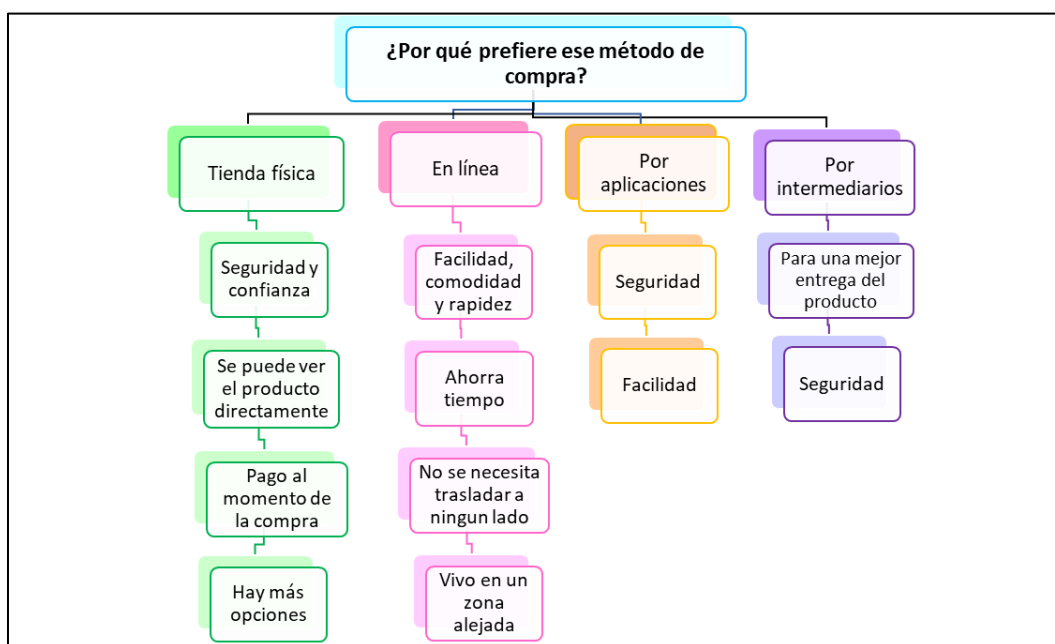 ¿Por qué prefiere ese método de
compra?
Tienda física
Seguridad y
confianza
Se puede ver
el producto
directamente
Pago al
momento de
la compra
Hay más
opciones
En línea
Facilidad,
comodidad
y rapidez
Ahorra
tiempo
No se necesita
trasladar a
ningun lado
Vivo en un
zona
alejada
Por
aplicaciones
Seguridad
Facilidad
Por
intermediarios
Para una mejor
entrega del
producto
Seguridad